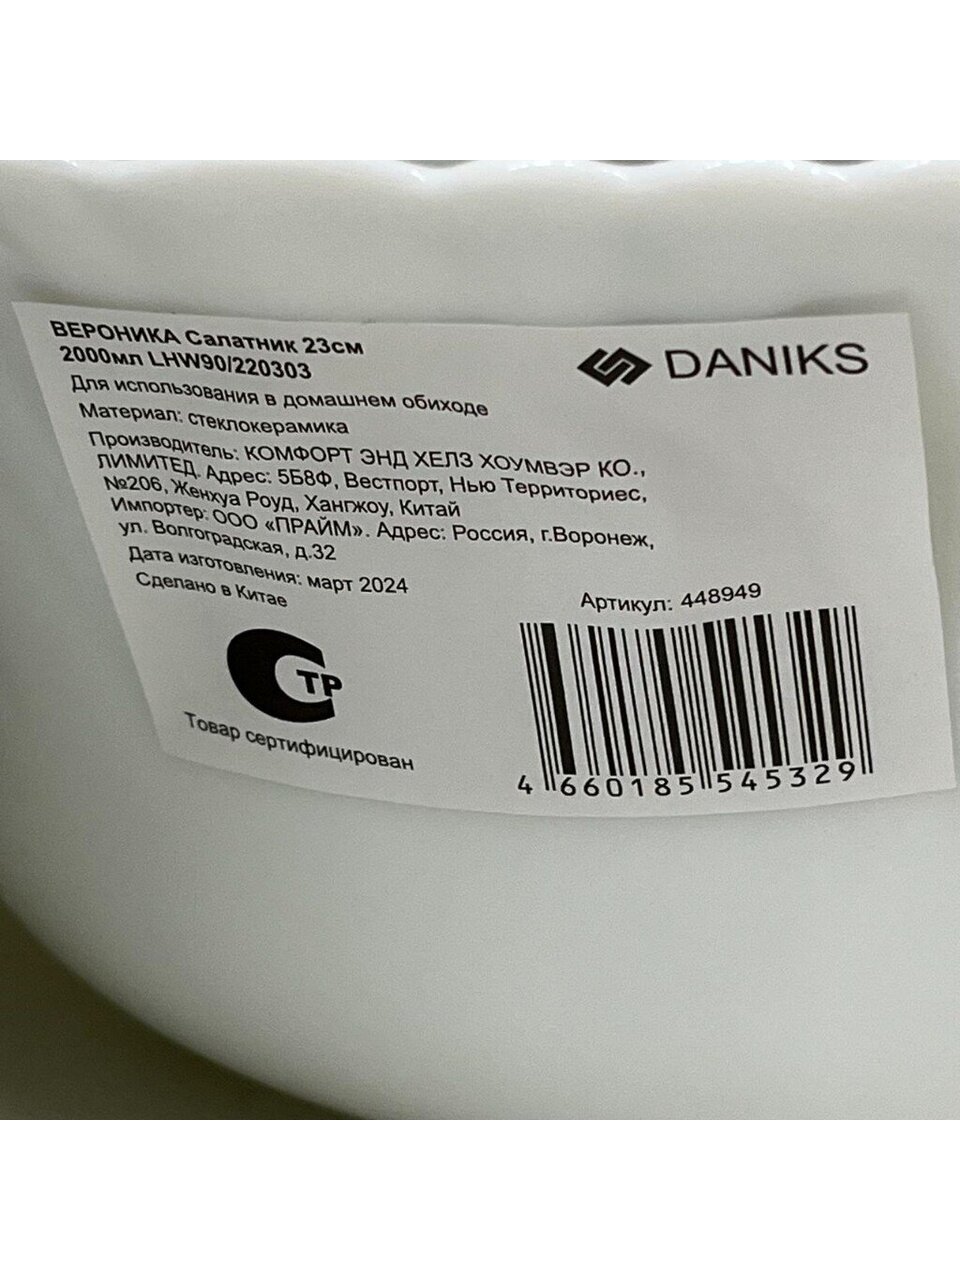 ВЕРОНИКА Салатник 23см
2000мл LHW90/220303
Для использования в домашнем обиходе
Материал: стеклокерамика
Производитель: КОМФОРТ ЭНД ХЕЛЗ ХОУМВЭР КО.,
ЛИМИТЕД. Адрес: 5Б8Ф, Вестпорт, Нью Территориес,
№206, Женхуа Роуд, Хангжоу, Китай
Импортер: ООО «ПРАЙМ». Адрес: Россия, г.Воронеж,
ул. Волгоградская, д.32
Дата изготовления: март 2024
Сделано в Китае
СТР
Товар сертифицирован
DANIKS
Артикул: 448949
4 660185 545329